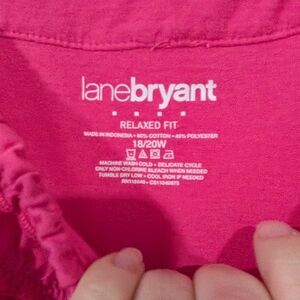 lanebryant
RELAXED FIT
MADE IN INDONESIA • 60% COTTON • 40% POLYESTER
18/20W
MACHINE WASH COLD • DELICATE CYCLE
ONLY NON-CHLORINE BLEACH WHEN NEEDED
TUMBLE DRY LOW • COOL IRON IF NEEDED